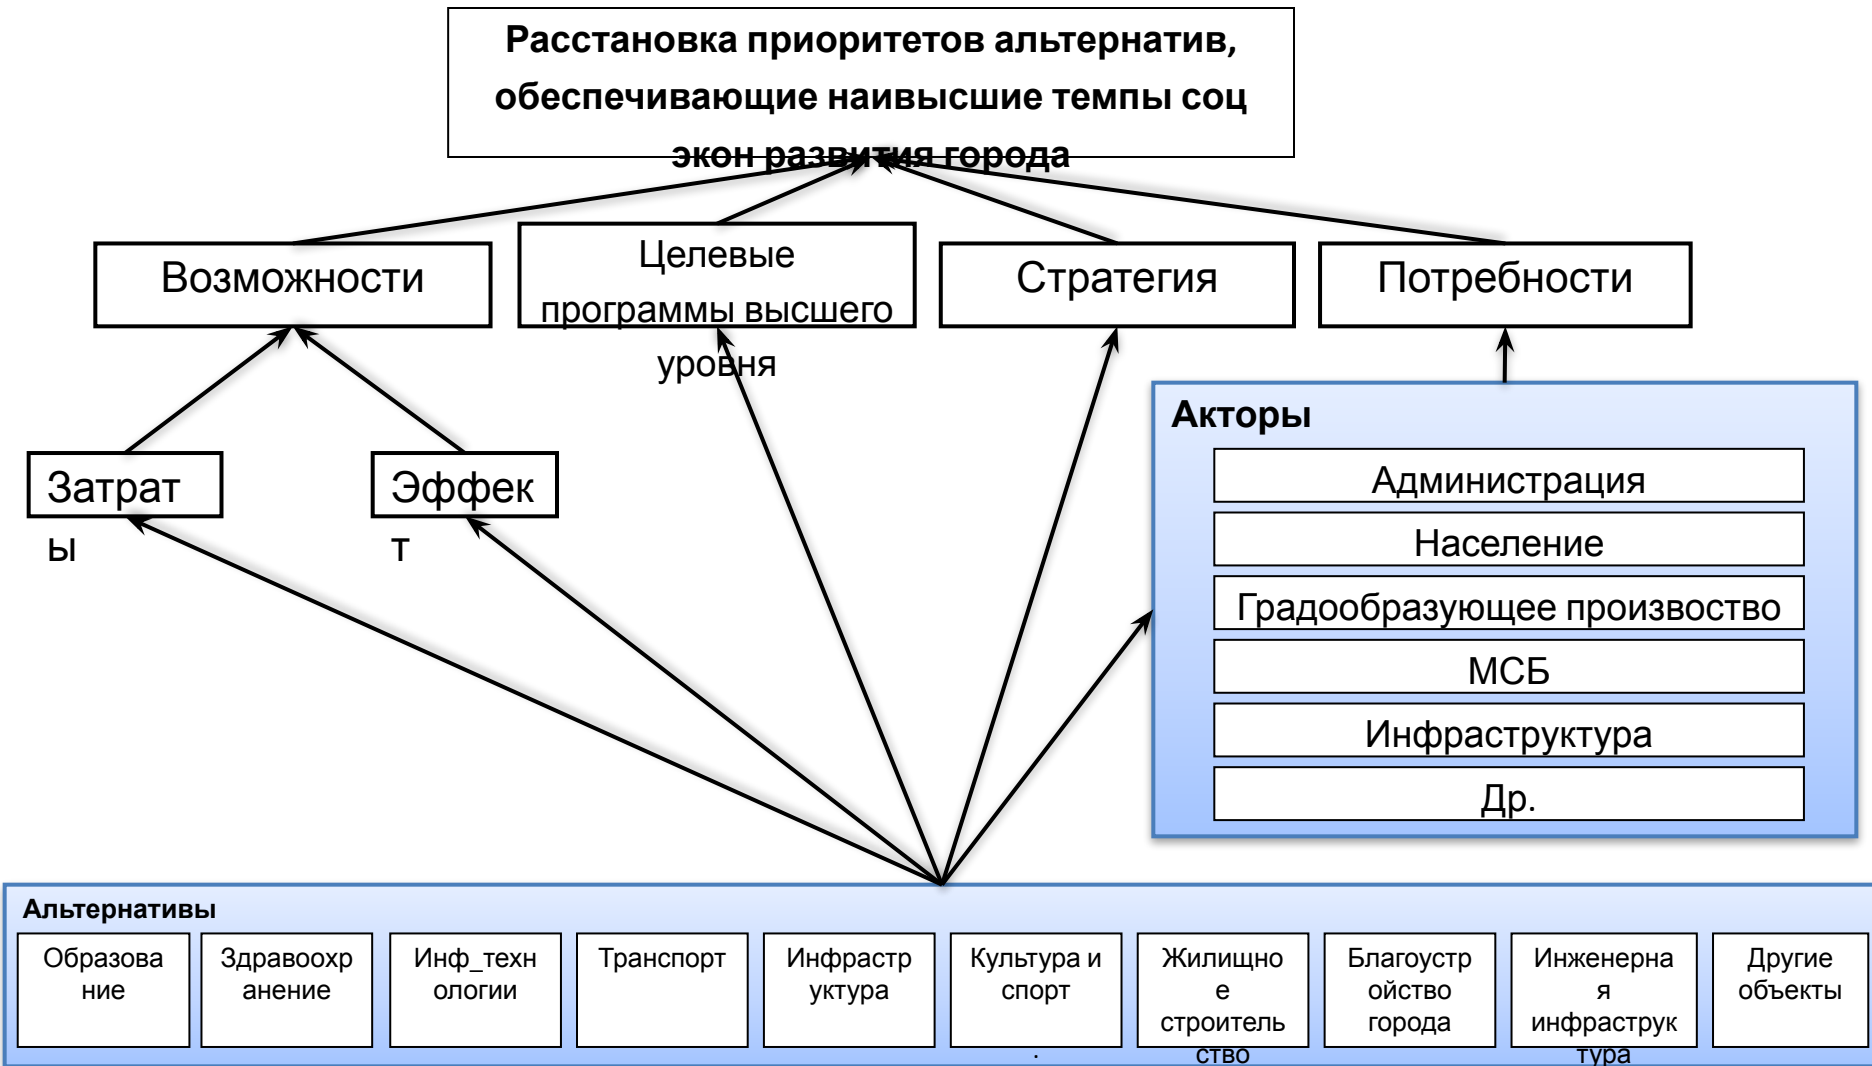 Расстановка приоритетов альтернатив,
обеспечивающие наивысшие темпы соц
экон развития города
Возможности
Целевые
программы высшего
уровня
Стратегия
Потребности
Затрат
ы
Эффек
т
Акторы
Администрация
Население
Градообразующее произвоство
МСБ
Инфраструктура
Др.
Альтернативы
Образова
ние
Здравоохр
анение
Инф_техн
ологии
Транспорт
Инфрастр
уктура
Культура и
спорт
.
Жилищно
е
строитель
ство
Благоустр
ойство
города
Инженерна
я
инфраструк
тура
Другие
объекты